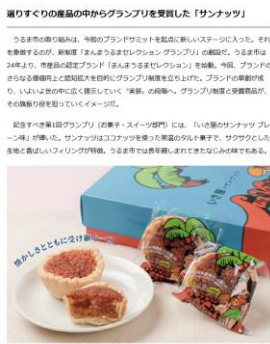 選りすぐりの産品の中からグランプリを受賞した「サンナッツ」
うるま市の取り組みは、今般のブランドサミットを起点に新しいステージに入った。それ
を象徴するのが、新制度「まんまうるまセレクション グランプリ」の創設だ。うるま市は
24年より、市産品の認定ブランド「まんまうるまセレクション」を始動。今回、ブランドの
さらなる価値向上と認知拡大を目的にグランプリ制度を立ち上げた。ブランドの草創が成
り、いよいよ世の中に広く提示していく“実装”の段階へ。グランプリ制度と受賞商品が、
その旗振り役を担っていくイメージだ。
記念すべき第1回グランプリ(お菓子・スイーツ部門)には、「いさ屋のサンナッツ プレ
ーン味」が輝いた。サンナッツはココナッツを使った常温のタルト菓子で、サクサクとした
生地と香ばしいフィリングが特徴。うるま市では長年親しまれてきたなじみの味でもある。
懐かしさとともに受け継
いさ屋